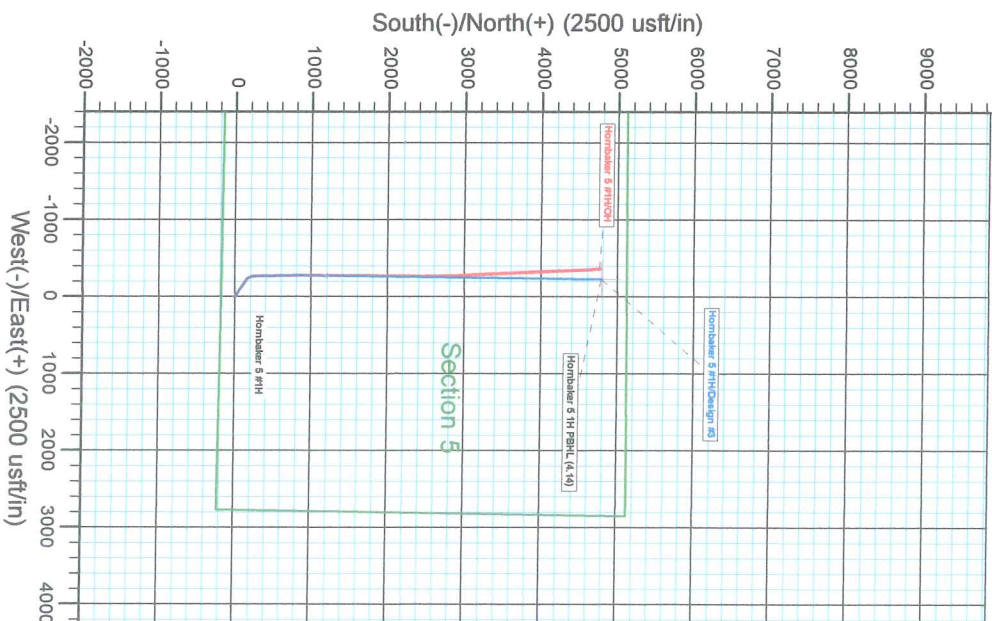 South(-)/North(+) (2500 usft/in)
-2000
-1000
0
1000
2000
3000
4000
5000
6000
7000
8000
9000
-2000
-1000
0
1000
2000
3000
4000
West(-)/East(+) (2500 usft/in)
Hornbaker 5 #1H/OH
Hornbaker 5 #1H/Design #3
Hornbaker 5 1H PBHL (4.14)
Hornbaker 5 #1H
Section 5